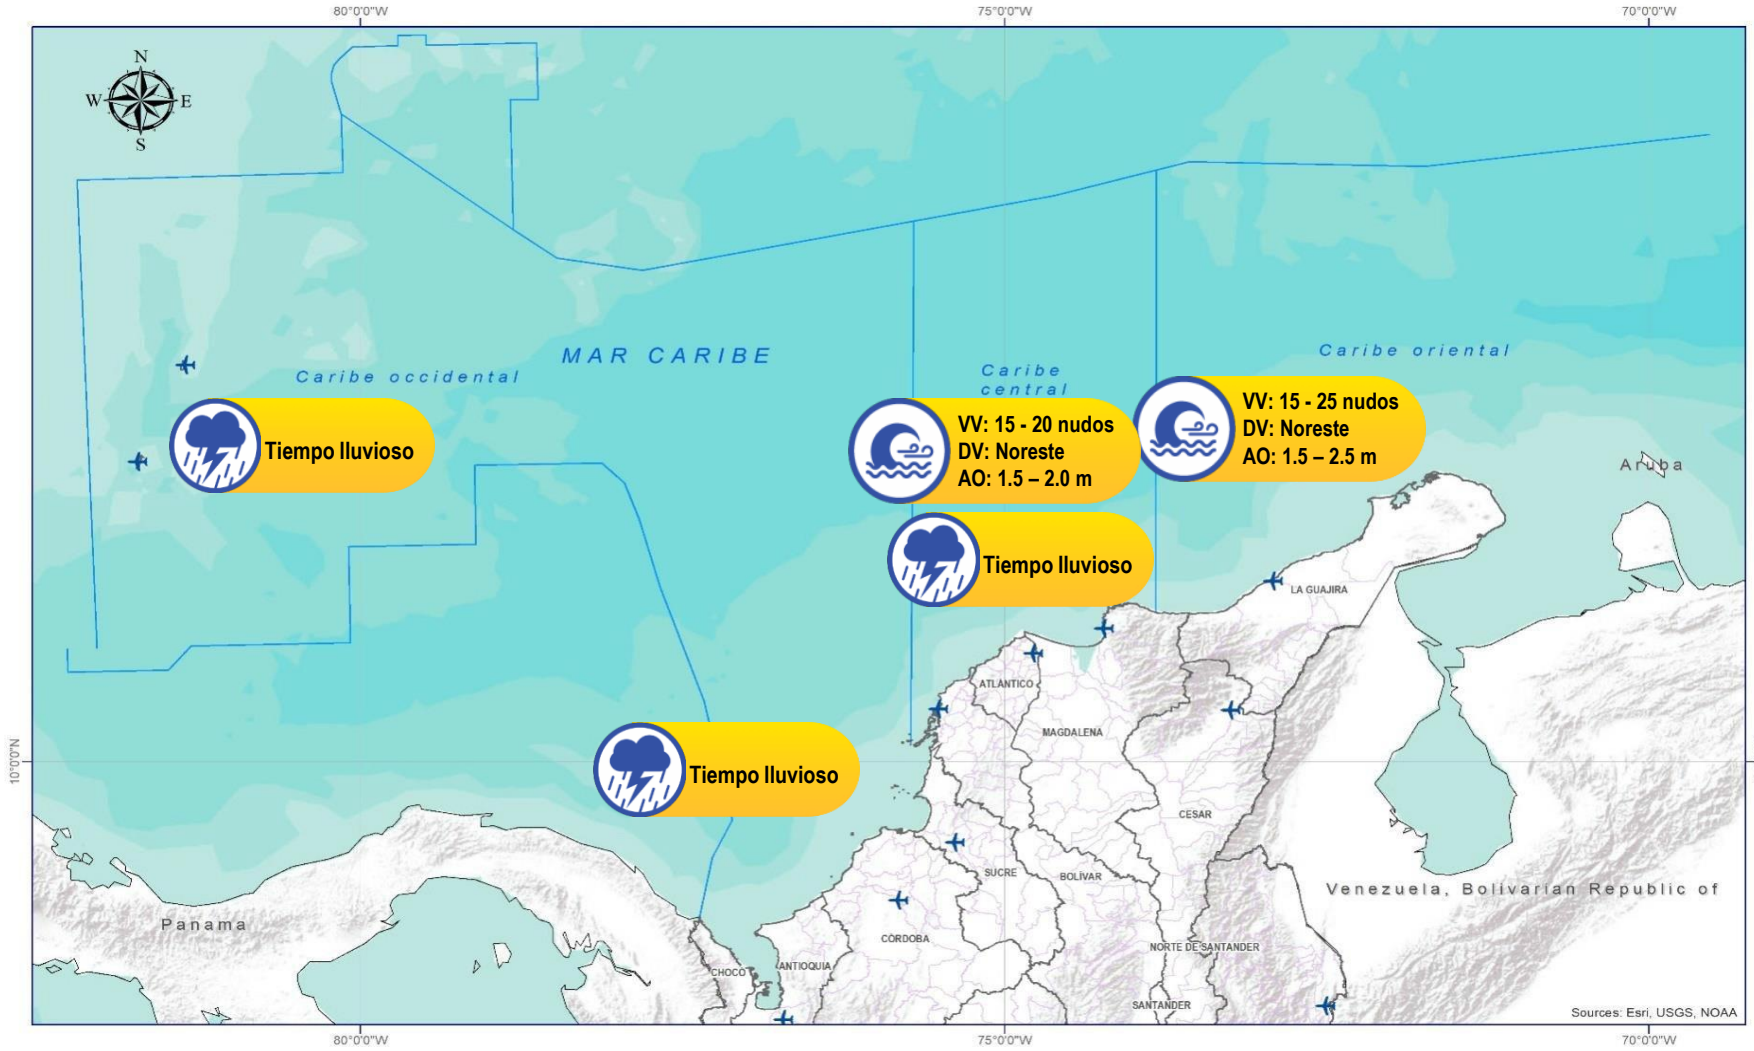 80°0'0"W
75°0'0"W
70°0'0"W
N
W
E
S
MAR CARIBE
Caribe occidental
Caribe
central
Caribe oriental
Tiempo lluvioso
VV: 15 - 20 nudos
DV: Noreste
AO: 1.5 – 2.0 m
VV: 15 - 25 nudos
DV: Noreste
AO: 1.5 – 2.5 m
Aruba
Tiempo lluvioso
LA GUAJIRA
ATLÁNTICO
MAGDALENA
10°0'0"N
Tiempo lluvioso
CESAR
SUCRE
BOLÍVAR
Venezuela, Bolivarian Republic of
Panama
CÓRDOBA
NORTE DE SANTANDER
CHOCÓ
ANTIOQUIA
SANTANDER
Sources: Esri, USGS, NOAA
80°0'0"W
75°0'0"W
70°0'0"W